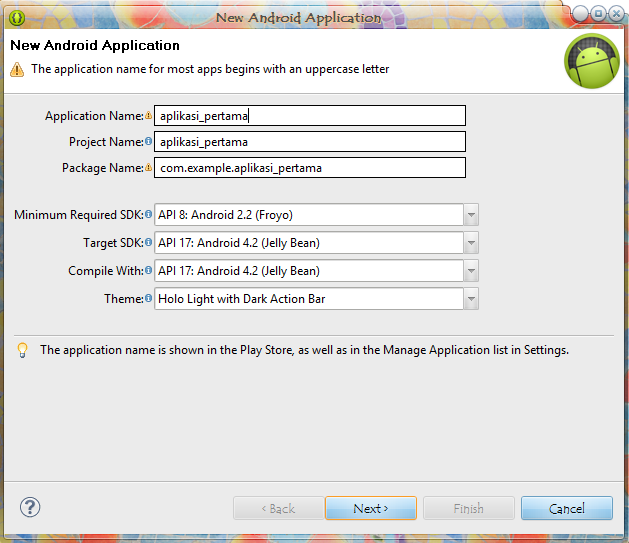 New Android Application
New Android Application
The application name for most apps begins with an uppercase letter
Application Name: aplikasi_pertama
Project Name: aplikasi_pertama
Package Name: com.example.aplikasi_pertama
Minimum Required SDK: API 8: Android 2.2 (Froyo)
Target SDK: API 17: Android 4.2 (Jelly Bean)
Compile With: API 17: Android 4.2 (Jelly Bean)
Theme: Holo Light with Dark Action Bar
The application name is shown in the Play Store, as well as in the Manage Application list in Settings.
? < Back Next > Finish Cancel